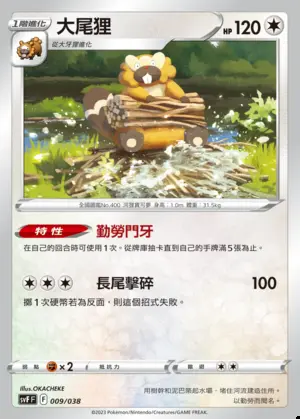 1階進化
大尾狸
HP 120
從大牙狸進化
全國圖鑑No.400 河狸寶可夢 身高：1.0m 體重：31.5kg
特性 勤勞門牙
在自己的回合時可使用1次。從牌庫抽卡直到自己的手牌滿5張為止。
長尾擊碎 100
擲1次硬幣若為反面，則這個招式失敗。
弱點 ×2 抵抗力 撤退
illus.OKACHEKE
SVF F F 009/038
用樹幹和泥巴築起水壩，堵住河流建造住所。
以勤勞而聞名。
©2023 Pokémon/Nintendo/Creatures/GAME FREAK.